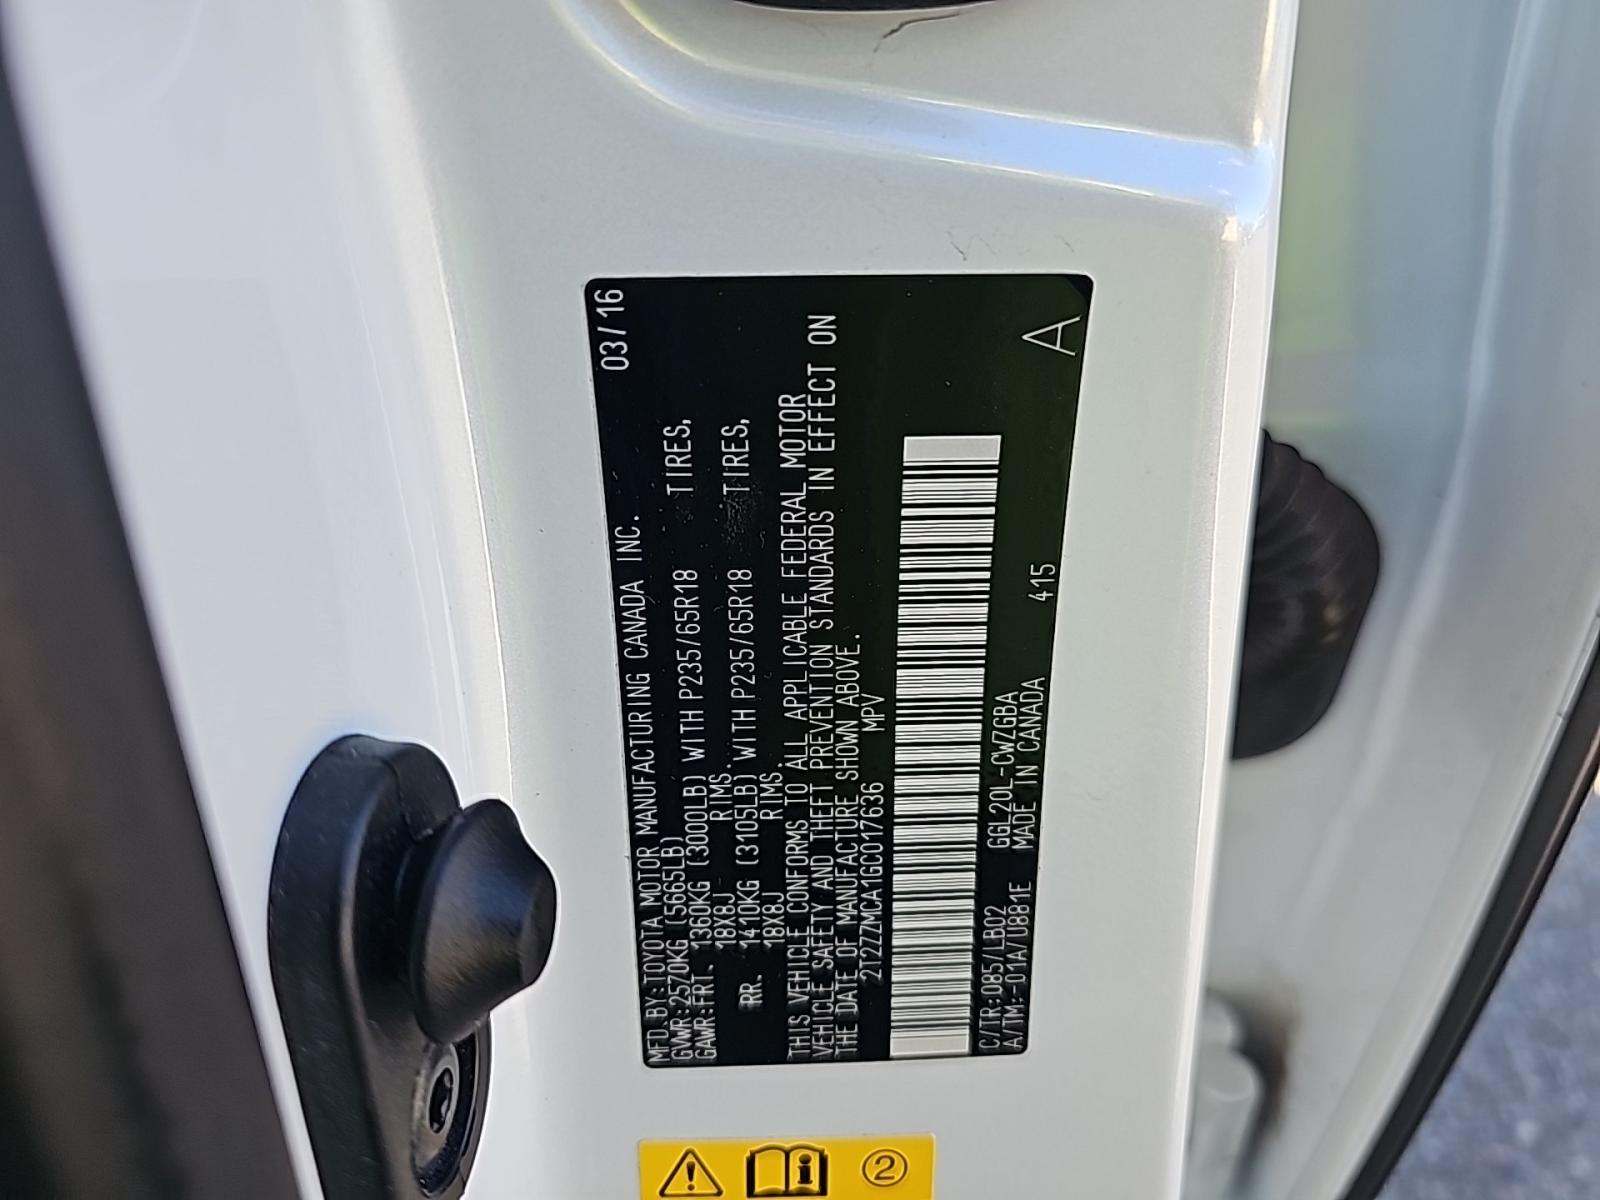 MFD.BY:TOYOTA MOTOR MANUFACTURING CANADA INC. 03/16
GVWR:2570KG (5665LB)
GAWR:FRT. 1360KG (3000LB) WITH P235/65R18 TIRES,
18X8J RIMS.
RR. 1410KG (3105LB) WITH P235/65R18 TIRES,
18X8J RIMS.
THIS VEHICLE CONFORMS TO ALL APPLICABLE FEDERAL MOTOR
VEHICLE SAFETY AND THEFT PREVENTION STANDARDS IN EFFECT ON
THE DATE OF MANUFACTURE SHOWN ABOVE.
2T2ZZMCA1GC017636 MPV
C/TR:085/LB02 GGL20L-CWZGBA
A/TM:-01A/U881E MADE IN CANADA 415
A
2